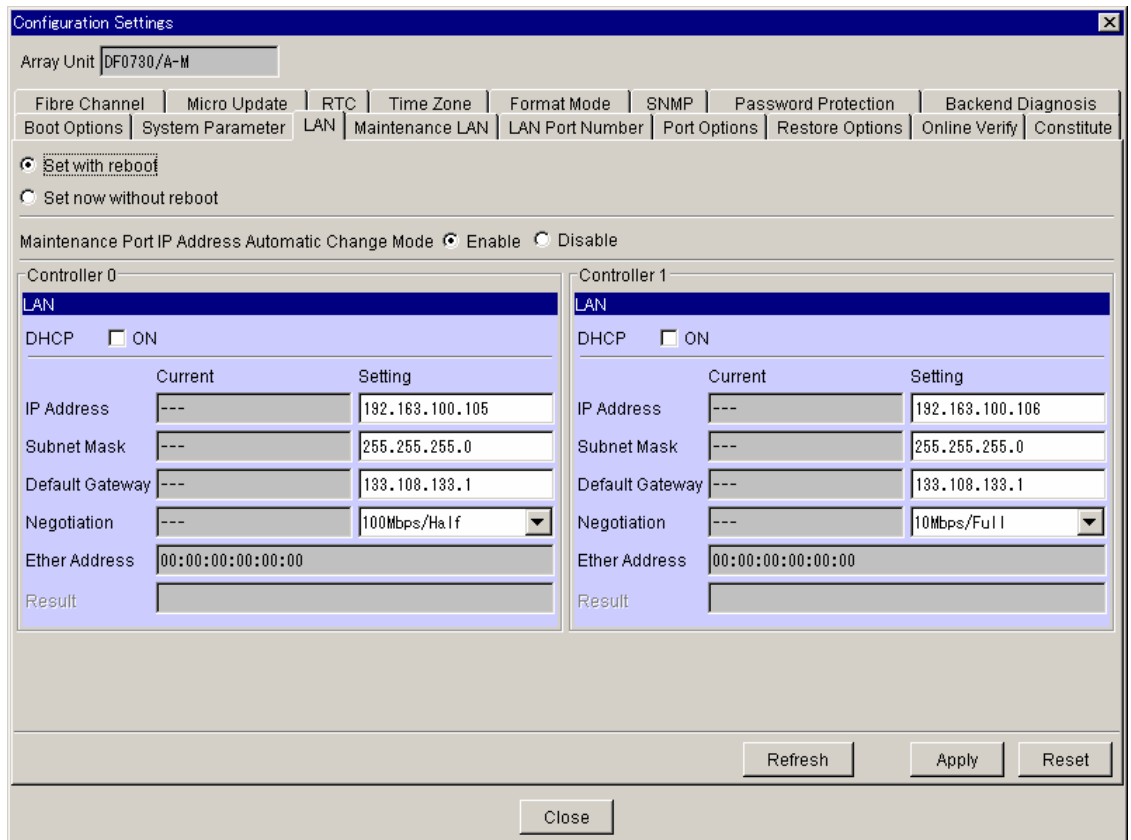 Configuration Settings
Array Unit DF0730/A-M
Fibre Channel Micro Update RTC Time Zone Format Mode SNMP Password Protection Backend Diagnosis
Boot Options System Parameter LAN Maintenance LAN LAN Port Number Port Options Restore Options Online Verify Constitute
Set with reboot
Set now without reboot
Maintenance Port IP Address Automatic Change Mode Enable Disable
Controller 0
LAN
DHCP ON
Current Setting
IP Address --- 192.163.100.105
Subnet Mask --- 255.255.255.0
Default Gateway --- 133.108.133.1
Negotiation --- 100Mbps/Half
Ether Address 00:00:00:00:00:00
Result
Controller 1
LAN
DHCP ON
Current Setting
IP Address --- 192.163.100.106
Subnet Mask --- 255.255.255.0
Default Gateway --- 133.108.133.1
Negotiation --- 10Mbps/Full
Ether Address 00:00:00:00:00:00
Result
Refresh Apply Reset
Close